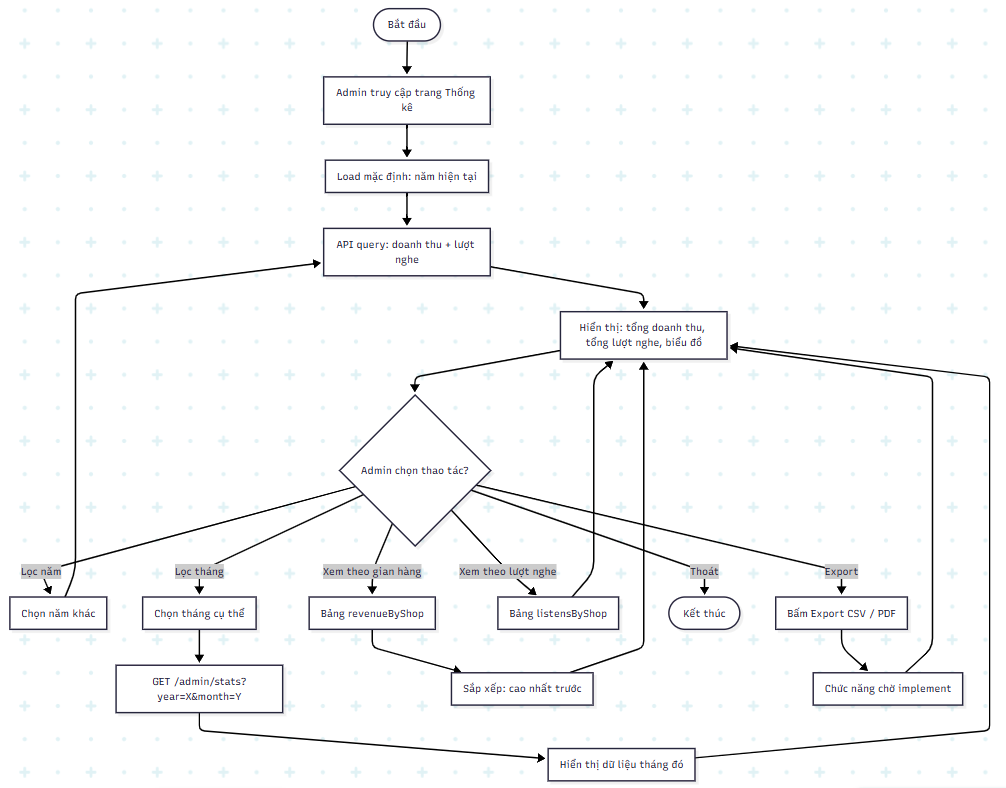 Bắt đầu
Admin truy cập trang Thống
kê
Load mặc định: năm hiện tại
API query: doanh thu + lượt
nghe
Hiển thị: tổng doanh thu,
tổng lượt nghe, biểu đồ
Admin chọn thao tác?
Lọc năm
Lọc tháng
Xem theo gian hàng
Xem theo lượt nghe
Thoát
Export
Chọn năm khác
Chọn tháng cụ thể
Bảng revenueByShop
Bảng listensByShop
Kết thúc
Bấm Export CSV / PDF
GET /admin/stats?
year=X&month=Y
Sắp xếp: cao nhất trước
Chức năng chờ implement
Hiển thị dữ liệu tháng đó